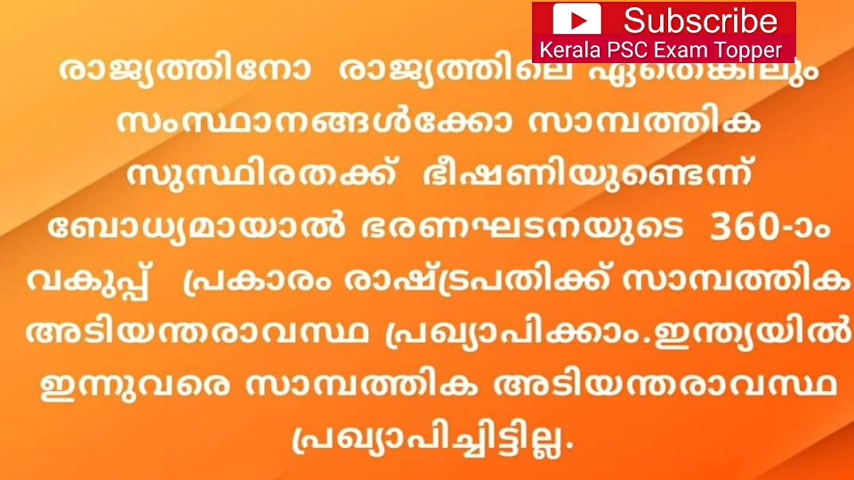 Subscribe
Kerala PSC Exam Topper
രാജ്യത്തിനോ രാജ്യത്തിലെ ഏതെങ്കിലും
സംസ്ഥാനങ്ങൾക്കോ സാമ്പത്തിക
സുസ്ഥിരതക്ക് ഭീഷണിയുണ്ടെന്ന്
ബോധ്യമായാൽ ഭരണഘടനയുടെ 360-ാം
വകുപ്പ് പ്രകാരം രാഷ്ട്രപതിക്ക് സാമ്പത്തിക
അടിയന്തരാവസ്ഥ പ്രഖ്യാപിക്കാം.ഇന്ത്യയിൽ
ഇന്നുവരെ സാമ്പത്തിക അടിയന്തരാവസ്ഥ
പ്രഖ്യാപിച്ചിട്ടില്ല.